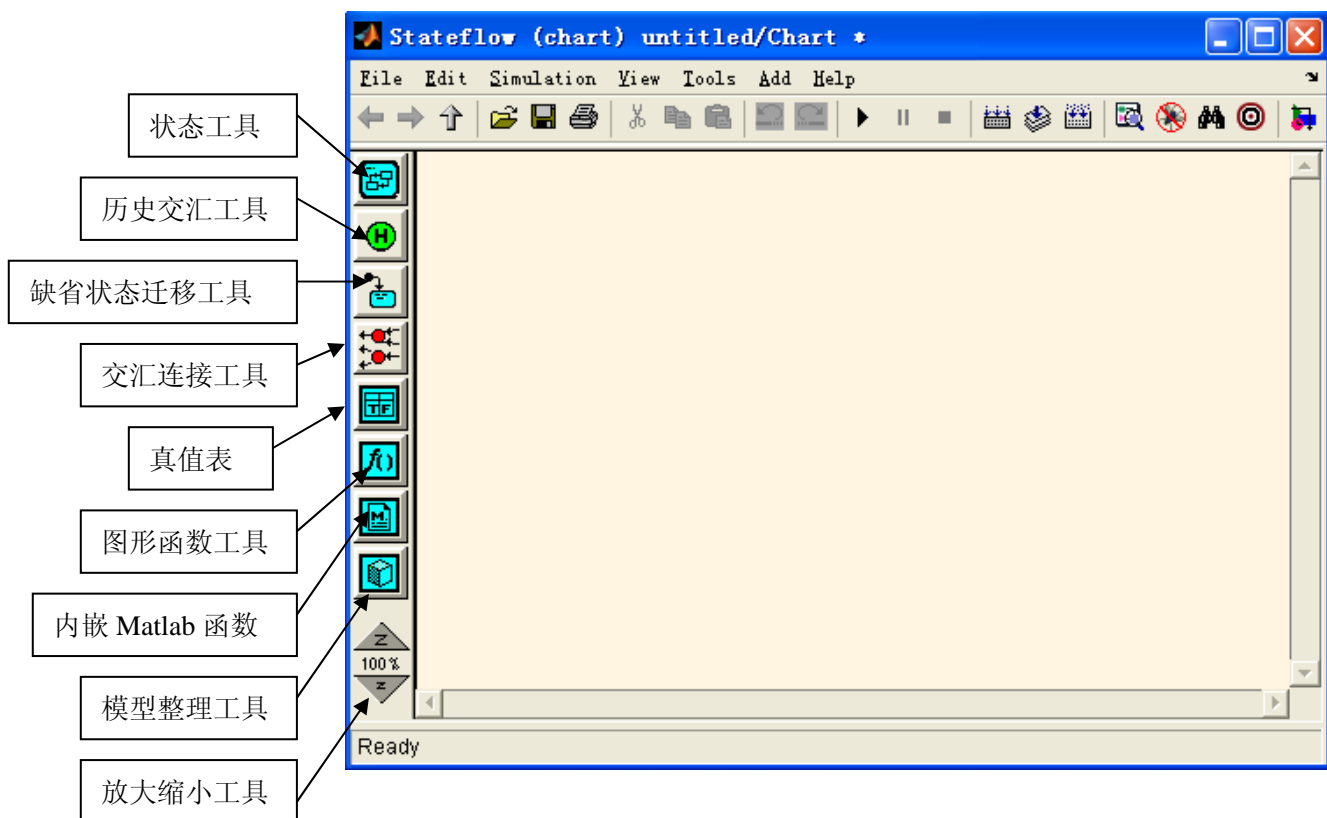 Stateflow (chart) untitled/Chart *
File Edit Simulation View Tools Add Help
状态工具
历史交汇工具
H
缺省状态迁移工具
交汇连接工具
TF
真值表
f()
图形函数工具
M
内嵌 Matlab 函数
Z
100%
z
模型整理工具
Ready
放大缩小工具